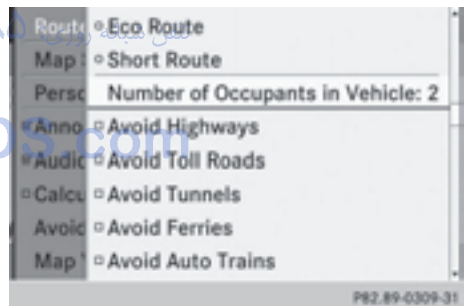 Route
Eco Route
Map
Short Route
Perso
Number of Occupants in Vehicle: 2
Anno
Avoid Highways
Audio
Avoid Toll Roads
Calcu
Avoid Tunnels
Avoid
Avoid Ferries
Map
Avoid Auto Trains
P82.89-0309-31